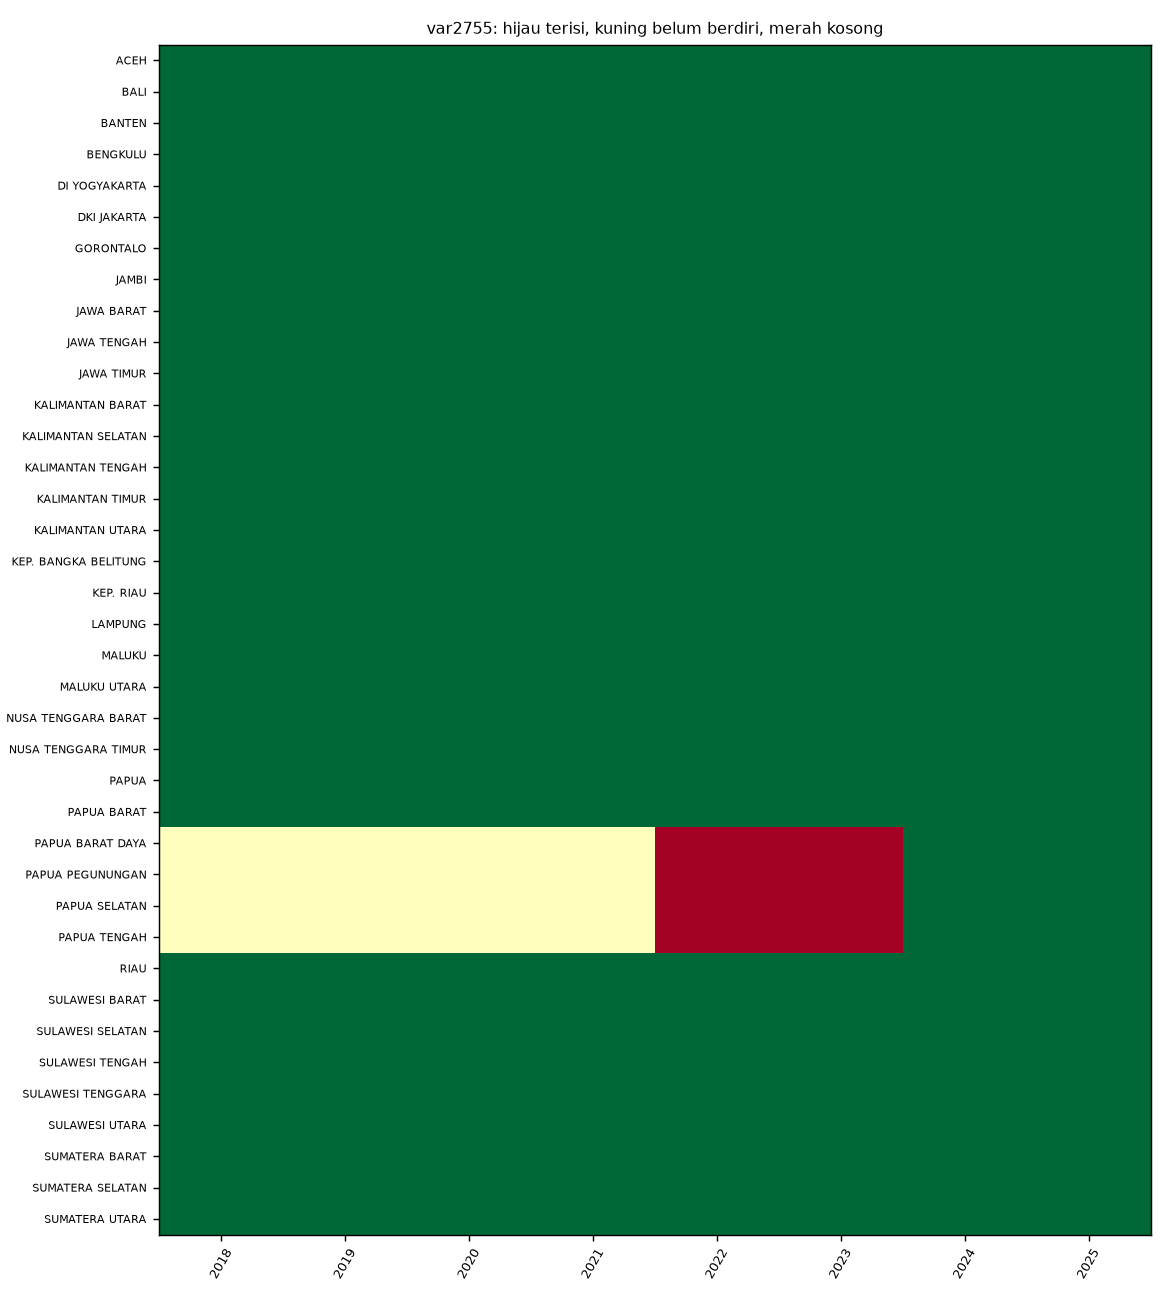 var2755: hijau terisi, kuning belum berdiri, merah kosong
ACEH
BALI
BANTEN
BENGKULU
DI YOGYAKARTA
DKI JAKARTA
GORONTALO
JAMBI
JAWA BARAT
JAWA TENGAH
JAWA TIMUR
KALIMANTAN BARAT
KALIMANTAN SELATAN
KALIMANTAN TENGAH
KALIMANTAN TIMUR
KALIMANTAN UTARA
KEP. BANGKA BELITUNG
KEP. RIAU
LAMPUNG
MALUKU
MALUKU UTARA
NUSA TENGGARA BARAT
NUSA TENGGARA TIMUR
PAPUA
PAPUA BARAT
PAPUA BARAT DAYA
PAPUA PEGUNUNGAN
PAPUA SELATAN
PAPUA TENGAH
RIAU
SULAWESI BARAT
SULAWESI SELATAN
SULAWESI TENGAH
SULAWESI TENGGARA
SULAWESI UTARA
SUMATERA BARAT
SUMATERA SELATAN
SUMATERA UTARA
2018 2019 2020 2021 2022 2023 2024 2025